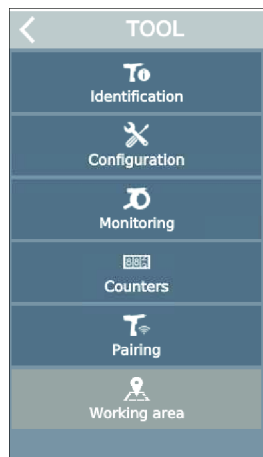 TOOL
Identification
Configuration
Monitoring
Counters
Pairing
Working area